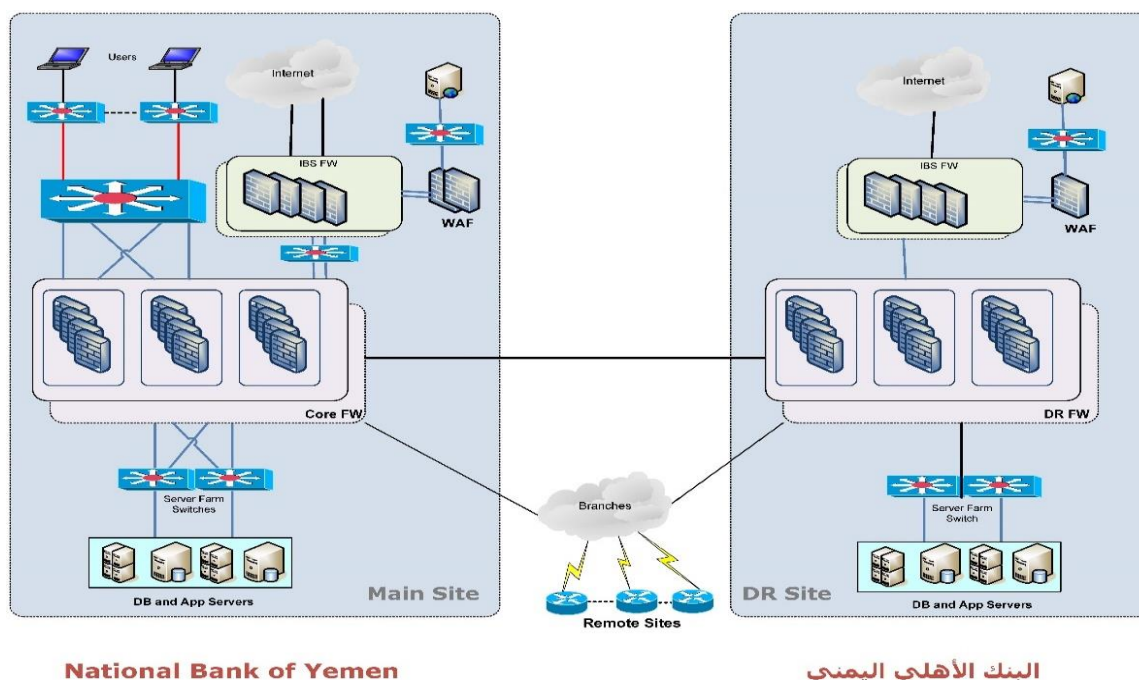 Users
Internet
IBS FW
WAF
Core FW
Server Farm
Switches
DB and App Servers
Main Site
Branches
Remote Sites
Internet
IBS FW
WAF
DR FW
Server Farm
Switch
DB and App Servers
DR Site
National Bank of Yemen
البنك الأهلي اليمني